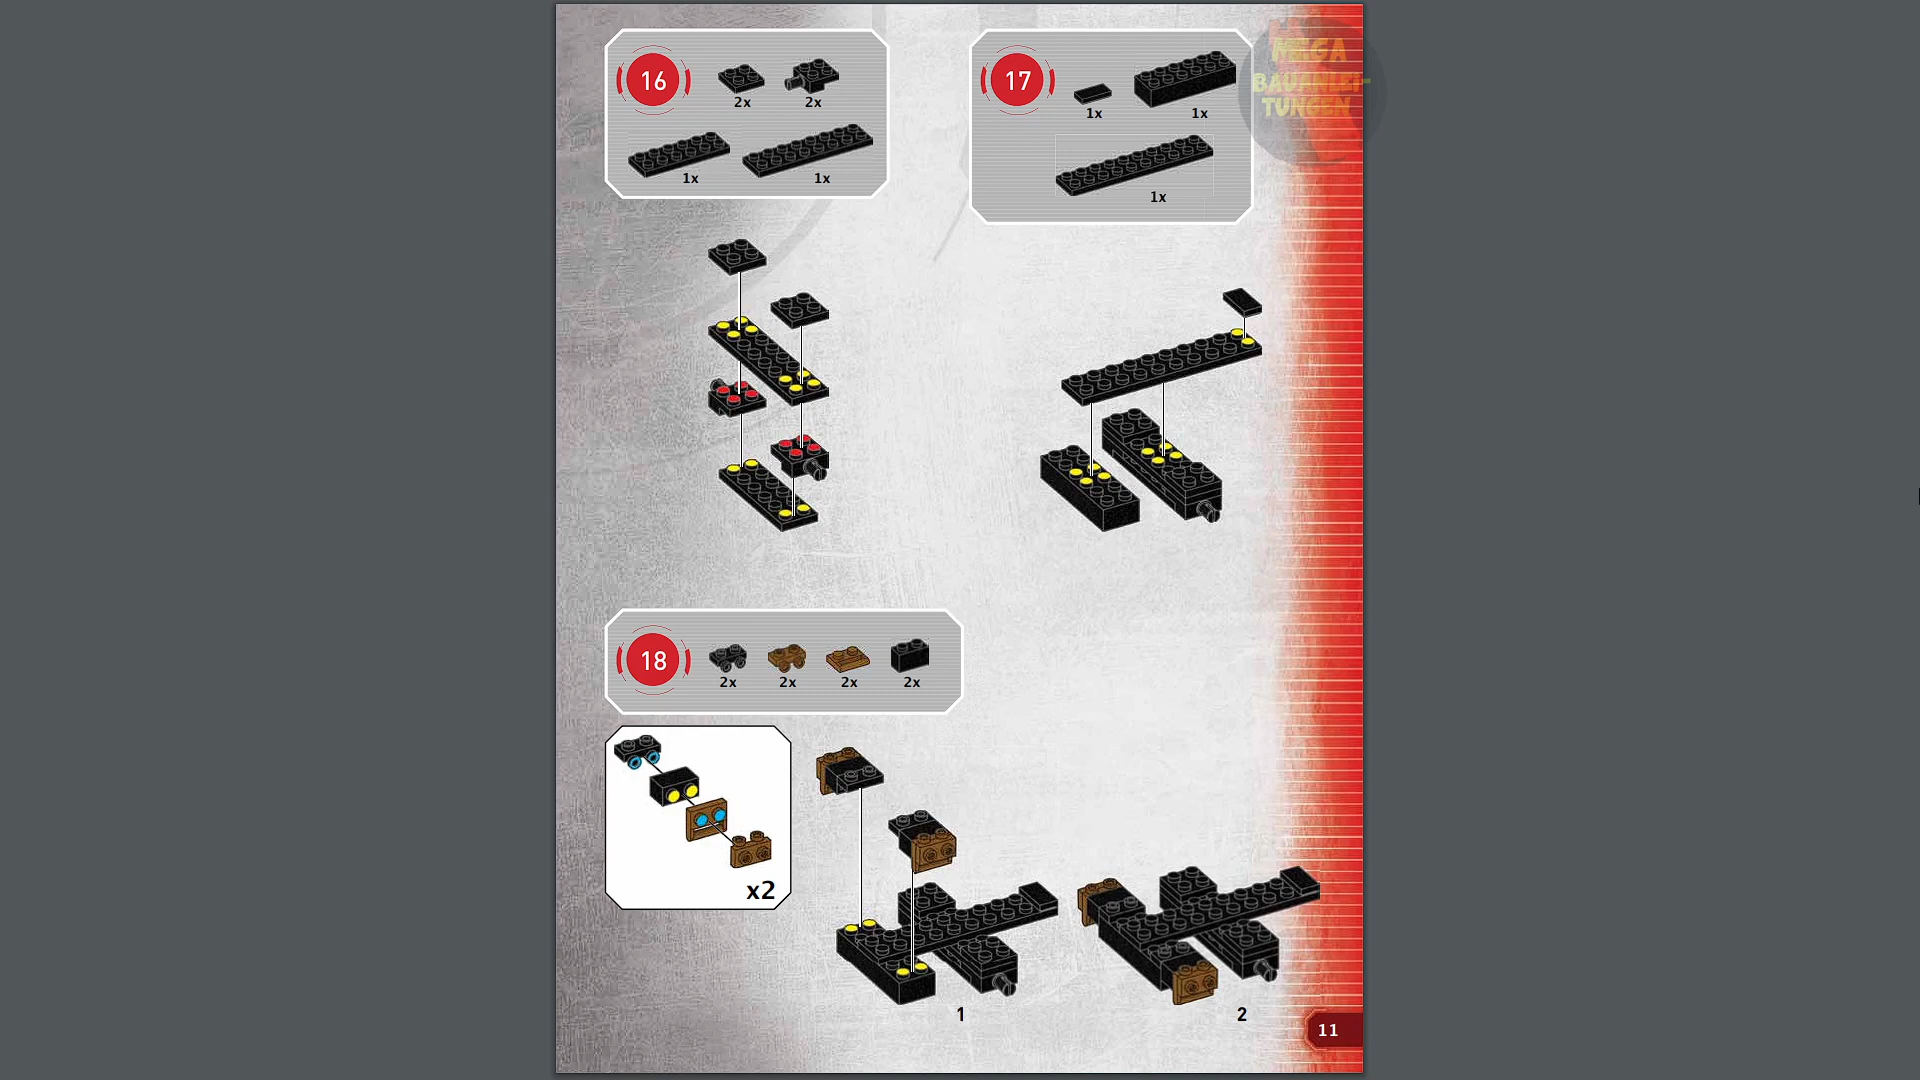 16
2x 2x
1x 1x
17
1x 1x
1x
MEGA
BAUANLEI-
TUNGEN
18
2x 2x 2x 2x
x2
1 2
11